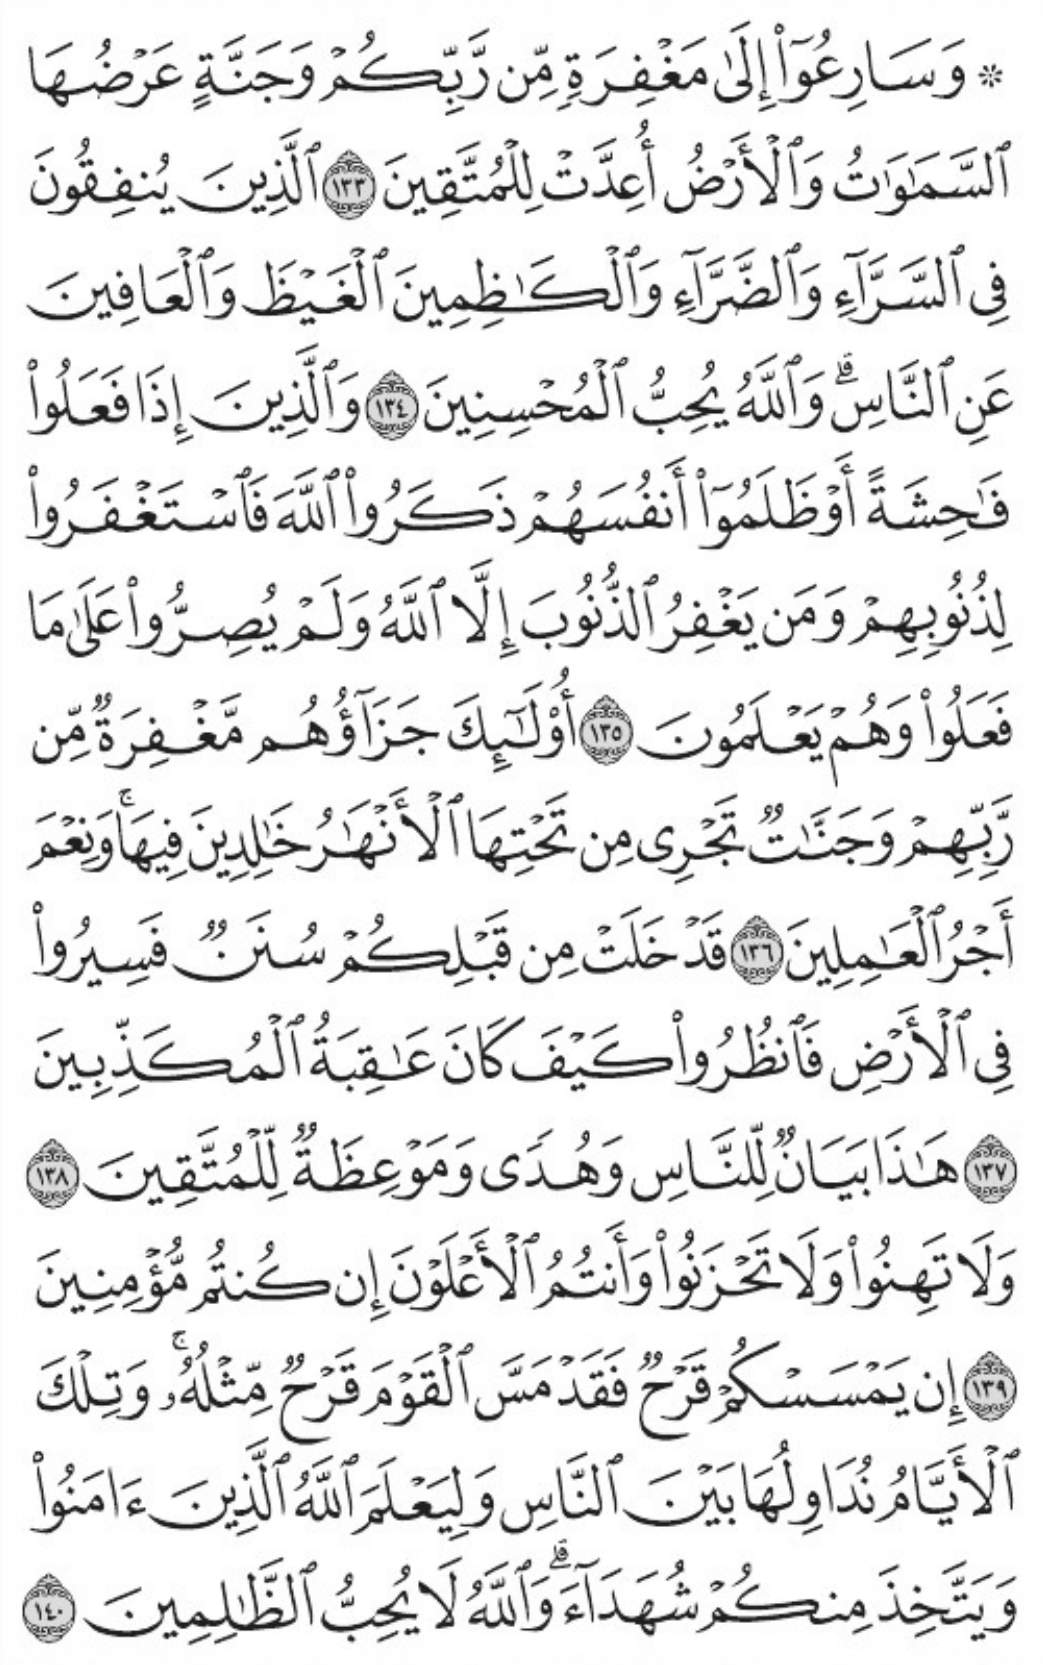 ۞ وَسَارِعُوٓا۟ إِلَىٰ مَغْفِرَةٍ مِّن رَّبِّكُمْ وَجَنَّةٍ عَرْضُهَا
ٱلسَّمَٰوَٰتُ وَٱلْأَرْضُ أُعِدَّتْ لِلْمُتَّقِينَ ١٣٣ ٱلَّذِينَ يُنفِقُونَ
فِى ٱلسَّرَّآءِ وَٱلضَّرَّآءِ وَٱلْكَٰظِمِينَ ٱلْغَيْظَ وَٱلْعَافِينَ
عَنِ ٱلنَّاسِ ۗ وَٱللَّهُ يُحِبُّ ٱلْمُحْسِنِينَ ١٣٤ وَٱلَّذِينَ إِذَا فَعَلُوا۟
فَٰحِشَةً أَوْ ظَلَمُوٓا۟ أَنفُسَهُمْ ذَكَرُوا۟ ٱللَّهَ فَٱسْتَغْفَرُوا۟
لِذُنُوبِهِمْ وَمَن يَغْفِرُ ٱلذُّنُوبَ إِلَّا ٱللَّهُ وَلَمْ يُصِرُّوا۟ عَلَىٰ مَا
فَعَلُوا۟ وَهُمْ يَعْلَمُونَ ١٣٥ أُو۟لَٰٓئِكَ جَزَآؤُهُم مَّغْفِرَةٌ مِّن
رَّبِّهِمْ وَجَنَّٰتٌ تَجْرِى مِن تَحْتِهَا ٱلْأَنْهَٰرُ خَٰلِدِينَ فِيهَا ۚ وَنِعْمَ
أَجْرُ ٱلْعَٰمِلِينَ ١٣٦ قَدْ خَلَتْ مِن قَبْلِكُمْ سُنَنٌ فَسِيرُوا۟
فِى ٱلْأَرْضِ فَٱنظُرُوا۟ كَيْفَ كَانَ عَٰقِبَةُ ٱلْمُكَذِّبِينَ
١٣٧ هَٰذَا بَيَانٌ لِّلنَّاسِ وَهُدًى وَمَوْعِظَةٌ لِّلْمُتَّقِينَ ١٣٨
وَلَا تَهِنُوا۟ وَلَا تَحْزَنُوا۟ وَأَنتُمُ ٱلْأَعْلَوْنَ إِن كُنتُم مُّؤْمِنِينَ
١٣٩ إِن يَمْسَسْكُمْ قَرْحٌ فَقَدْ مَسَّ ٱلْقَوْمَ قَرْحٌ مِّثْلُهُۥ ۚ وَتِلْكَ
ٱلْأَيَّامُ نُدَاوِلُهَا بَيْنَ ٱلنَّاسِ وَلِيَعْلَمَ ٱللَّهُ ٱلَّذِينَ ءَامَنُوا۟
وَيَتَّخِذَ مِنكُمْ شُهَدَآءَ ۗ وَٱللَّهُ لَا يُحِبُّ ٱلظَّٰلِمِينَ ١٤٠